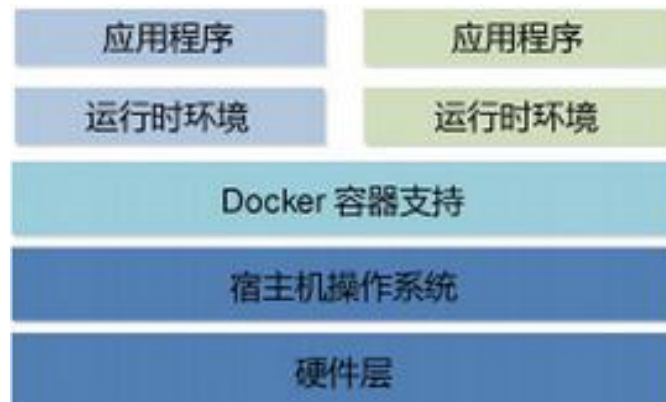 应用程序 应用程序
运行时环境 运行时环境
Docker 容器支持
宿主机操作系统
硬件层